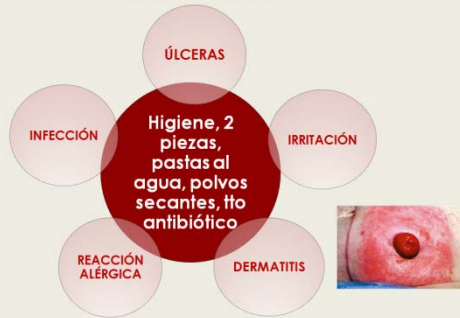 ÚLCERAS
INFECCIÓN
Higiene, 2
piezas,
pastas al
agua, polvos
secantes, tto
antibiótico
IRRITACIÓN
REACCIÓN
ALÉRGICA
DERMATITIS